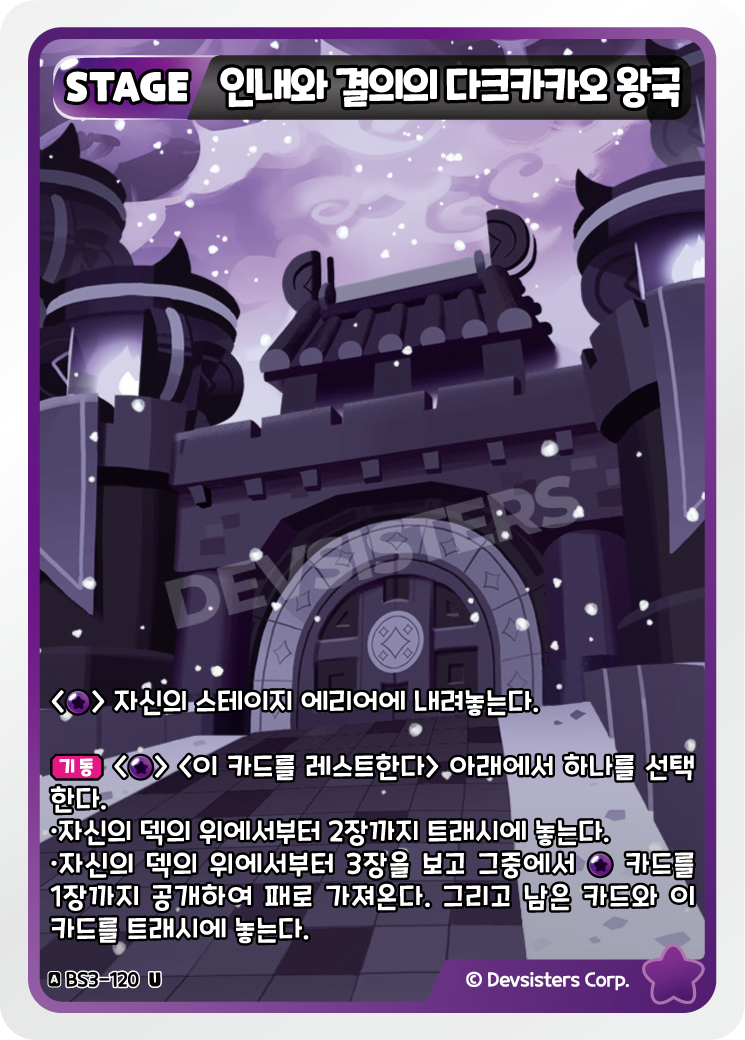 STAGE 인내와 결의의 다크카카오 왕국
DEVSISTERS
〈★〉 자신의 스테이지 에리어에 내려놓는다.
기동 〈★〉 〈이 카드를 레스트한다〉 아래에서 하나를 선택
한다.
·자신의 덱의 위에서부터 2장까지 트래시에 놓는다.
·자신의 덱의 위에서부터 3장을 보고 그중에서 ★ 카드를
1장까지 공개하여 패로 가져온다. 그리고 남은 카드와 이
카드를 트래시에 놓는다.
A BS3-120 U © Devsisters Corp.